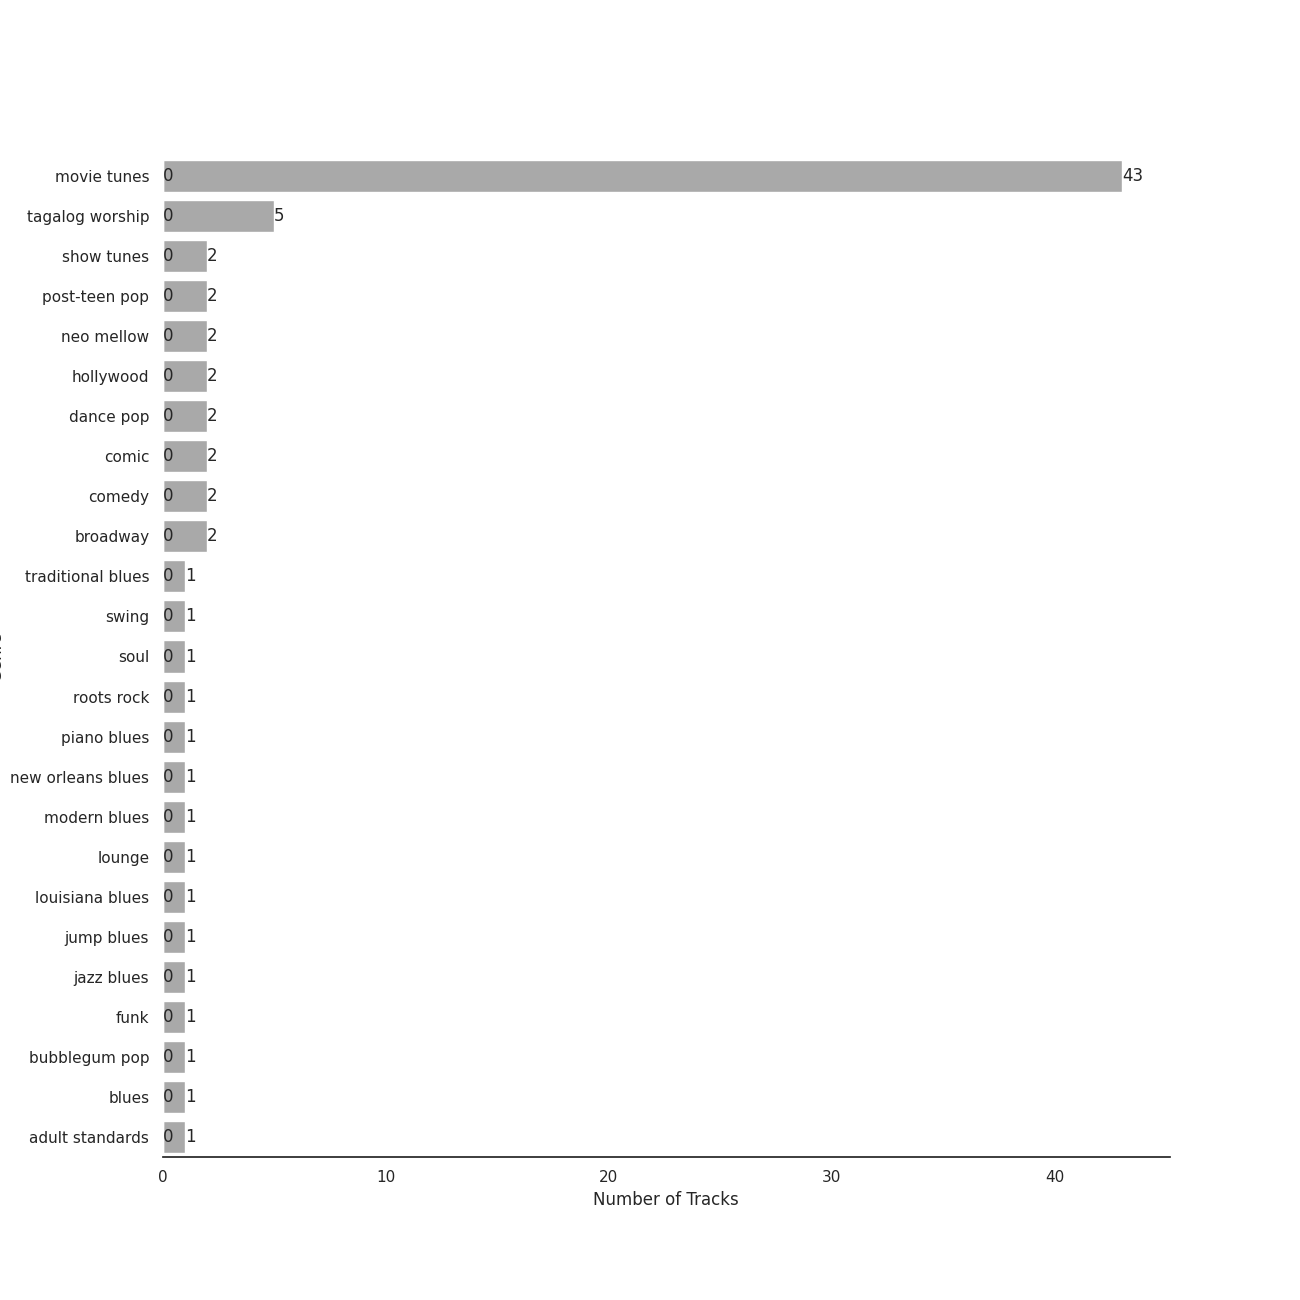 movie tunes 0 43
tagalog worship 0 5
show tunes 0 2
post-teen pop 0 2
neo mellow 0 2
hollywood 0 2
dance pop 0 2
comic 0 2
comedy 0 2
broadway 0 2
traditional blues 0 1
swing 0 1
soul 0 1
roots rock 0 1
piano blues 0 1
new orleans blues 0 1
modern blues 0 1
lounge 0 1
louisiana blues 0 1
jump blues 0 1
jazz blues 0 1
funk 0 1
bubblegum pop 0 1
blues 0 1
adult standards 0 1
0 10 20 30 40
Number of Tracks